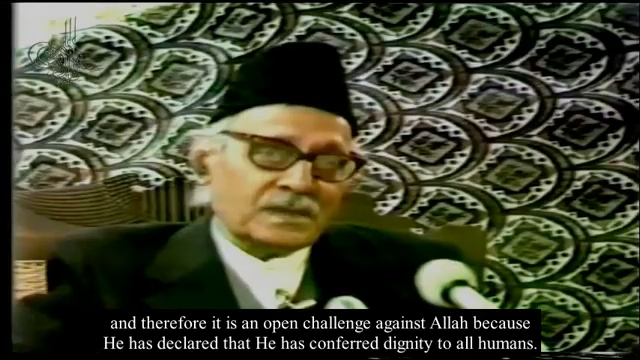 and therefore it is an open challenge against Allah because
He has declared that He has conferred dignity to all humans.